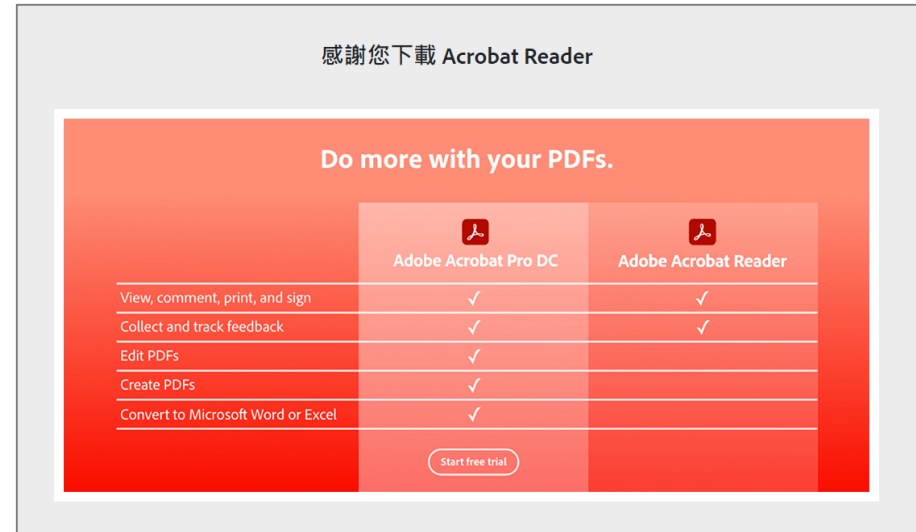 感謝您下載 Acrobat Reader
Do more with your PDFs.
Adobe Acrobat Pro DC Adobe Acrobat Reader
View, comment, print, and sign ✓ ✓
Collect and track feedback ✓ ✓
Edit PDFs ✓
Create PDFs ✓
Convert to Microsoft Word or Excel ✓
Start free trial